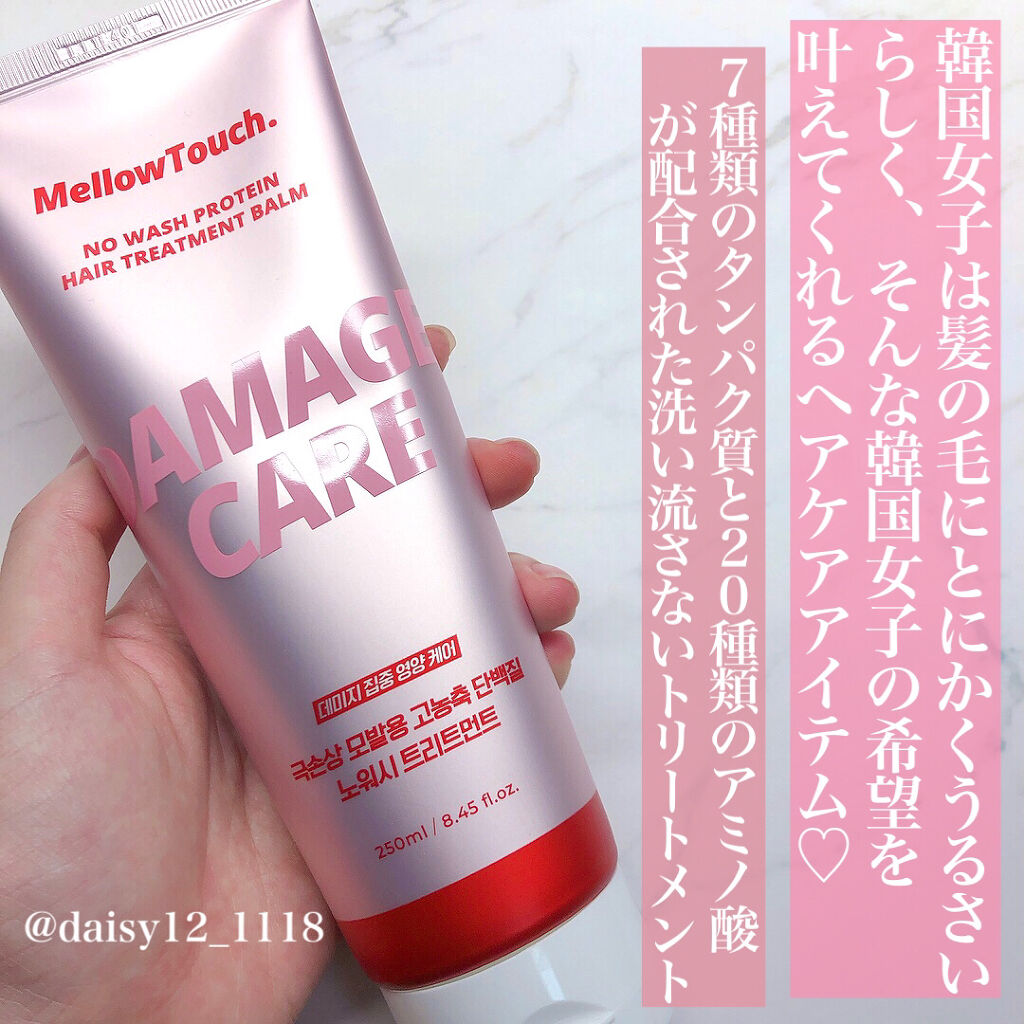 韓国女子は髪の毛にとにかくうるさい
らしく、そんな韓国女子の希望を
叶えてくれるヘアケアアイテム♡
7種類のタンパク質と20種類のアミノ酸
が配合された洗い流さないトリートメント
MellowTouch.
NO WASH PROTEIN
HAIR TREATMENT BALM
DAMAGE
CARE
데미지 집중 영양 케어
극손상 모발용 고농축 단백질
노워시 트리트먼트
250ml / 8.45 fl.oz.
@daisy12_1118